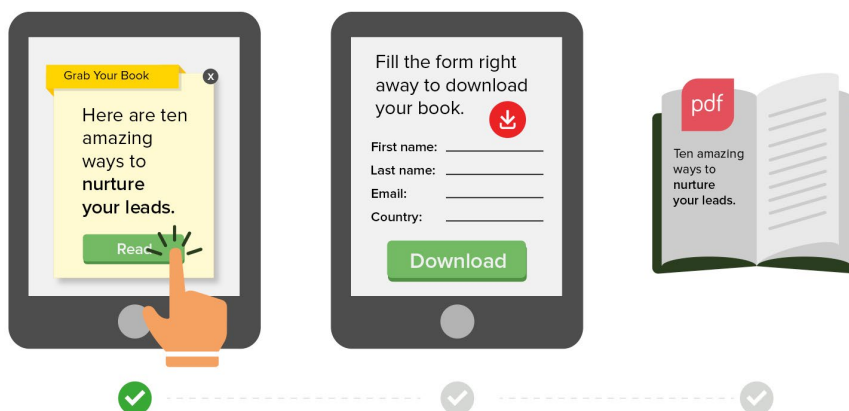 Grab Your Book
X
Here are ten
amazing
ways to
nurture
your leads.
Read
Fill the form right
away to download
your book.
First name:
Last name:
Email:
Country:
Download
pdf
Ten amazing
ways to
nurture
your leads.